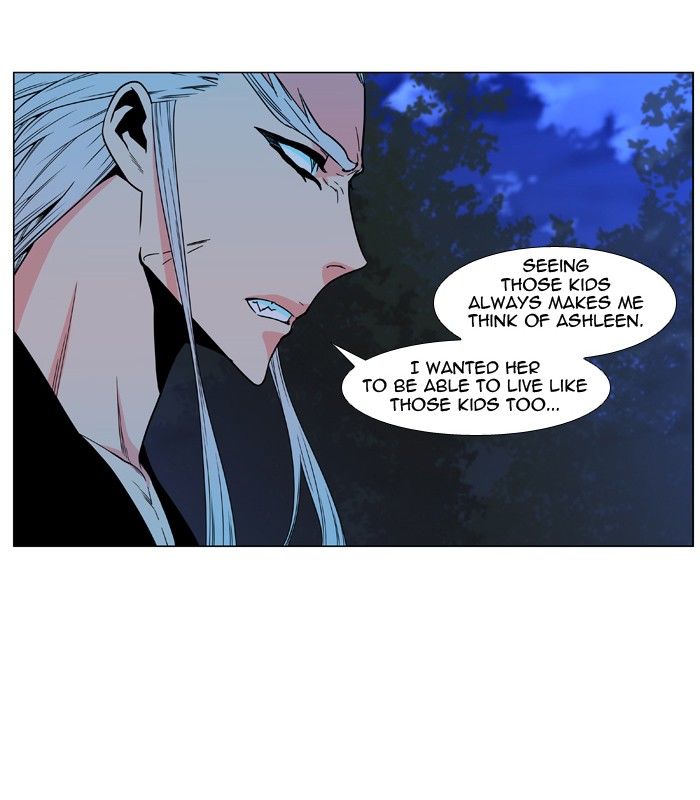 SEEING
THOSE KIDS
ALWAYS MAKES ME
THINK OF ASHLEEN.
I WANTED HER
TO BE ABLE TO LIVE LIKE
THOSE KIDS TOO...